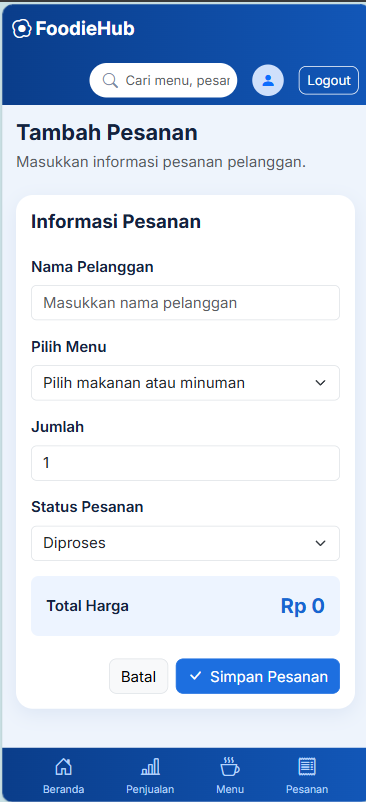 FoodieHub
Cari menu, pesan
Logout
Tambah Pesanan
Masukkan informasi pesanan pelanggan.
Informasi Pesanan
Nama Pelanggan
Masukkan nama pelanggan
Pilih Menu
Pilih makanan atau minuman
Jumlah
1
Status Pesanan
Diproses
Total Harga Rp 0
Batal Simpan Pesanan
Beranda Penjualan Menu Pesanan